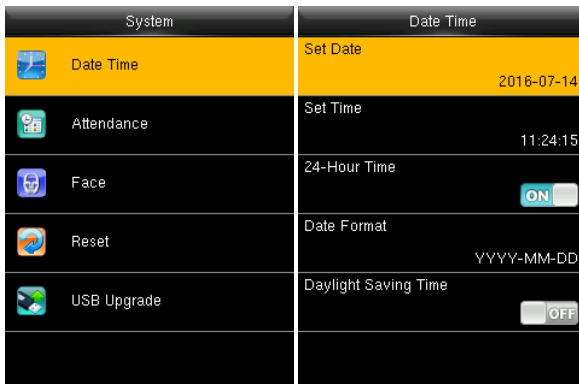 System
Date Time
Attendance
Face
Reset
USB Upgrade
Date Time
Set Date
2016-07-14
Set Time
11:24:15
24-Hour Time
ON
Date Format
YYYY-MM-DD
Daylight Saving Time
OFF